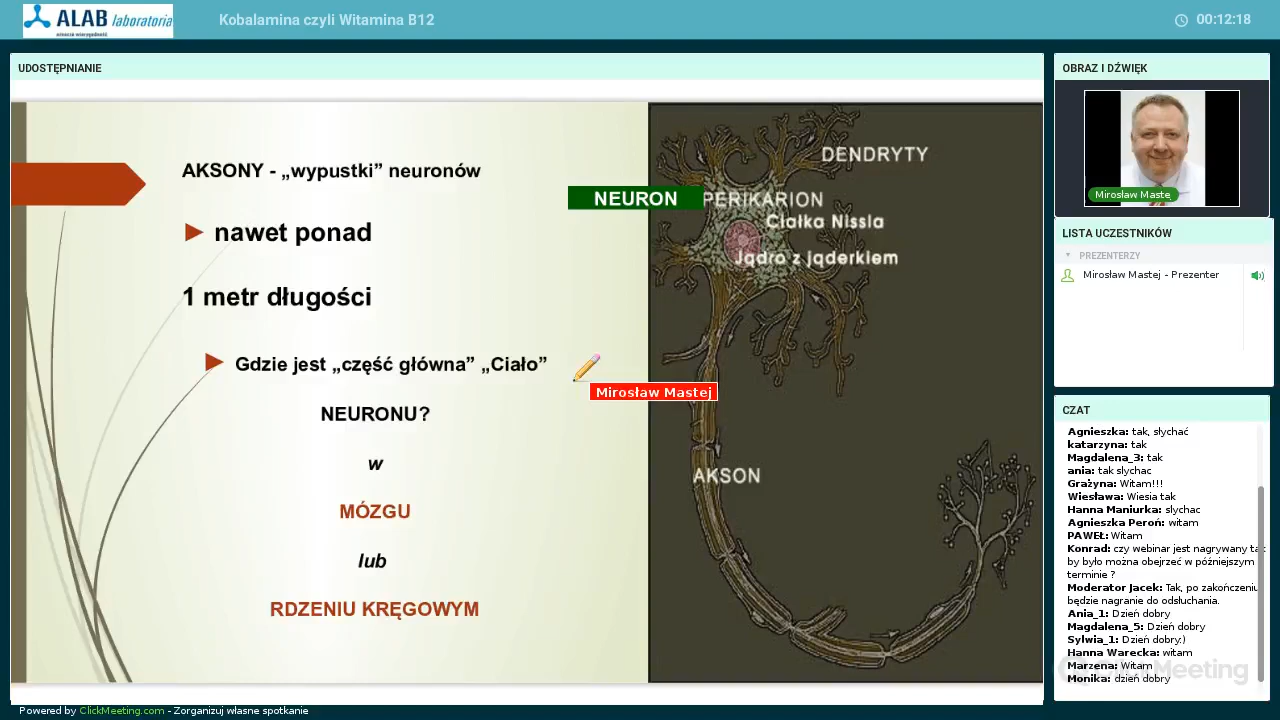 ALAB laboratoria
Kobalamina czyli Witamina B12
00:12:18
UDOSTĘPNIANIE
AKSONY - „wypustki” neuronów
nawet ponad
1 metr długości
Gdzie jest „część główna” „Ciało”
NEURONU?
w
MÓZGU
lub
RDZENIU KRĘGOWYM
Mirosław Mastej
NEURON
DENDRYTY
PERIKARION
Ciałka Nissla
Jądro z jąderkiem
AKSON
OBRAZ I DŹWIĘK
Mirosław Maste
LISTA UCZESTNIKÓW
PREZENTERZY
Mirosław Mastej - Prezenter
CZAT
Agnieszka: tak, słychać
katarzyna: tak
Magdalena_3: tak
ania: tak slychac
Grażyna: Witam!!!
Wiesława: Wiesia tak
Hanna Maniurka: slychac
Agnieszka Peroń: witam
PAWEŁ: Witam
Konrad: czy webinar jest nagrywany tak
by było można obejrzeć w późniejszym
terminie ?
Moderator Jacek: Tak, po zakończeniu
będzie nagranie do odsłuchania.
Ania_1: Dzień dobry
Magdalena_5: Dzień dobry
Sylwia_1: Dzień dobry:)
Hanna Warecka: witam
Marzena: Witam
Monika: dzień dobry
Powered by ClickMeeting.com - Zorganizuj własne spotkanie